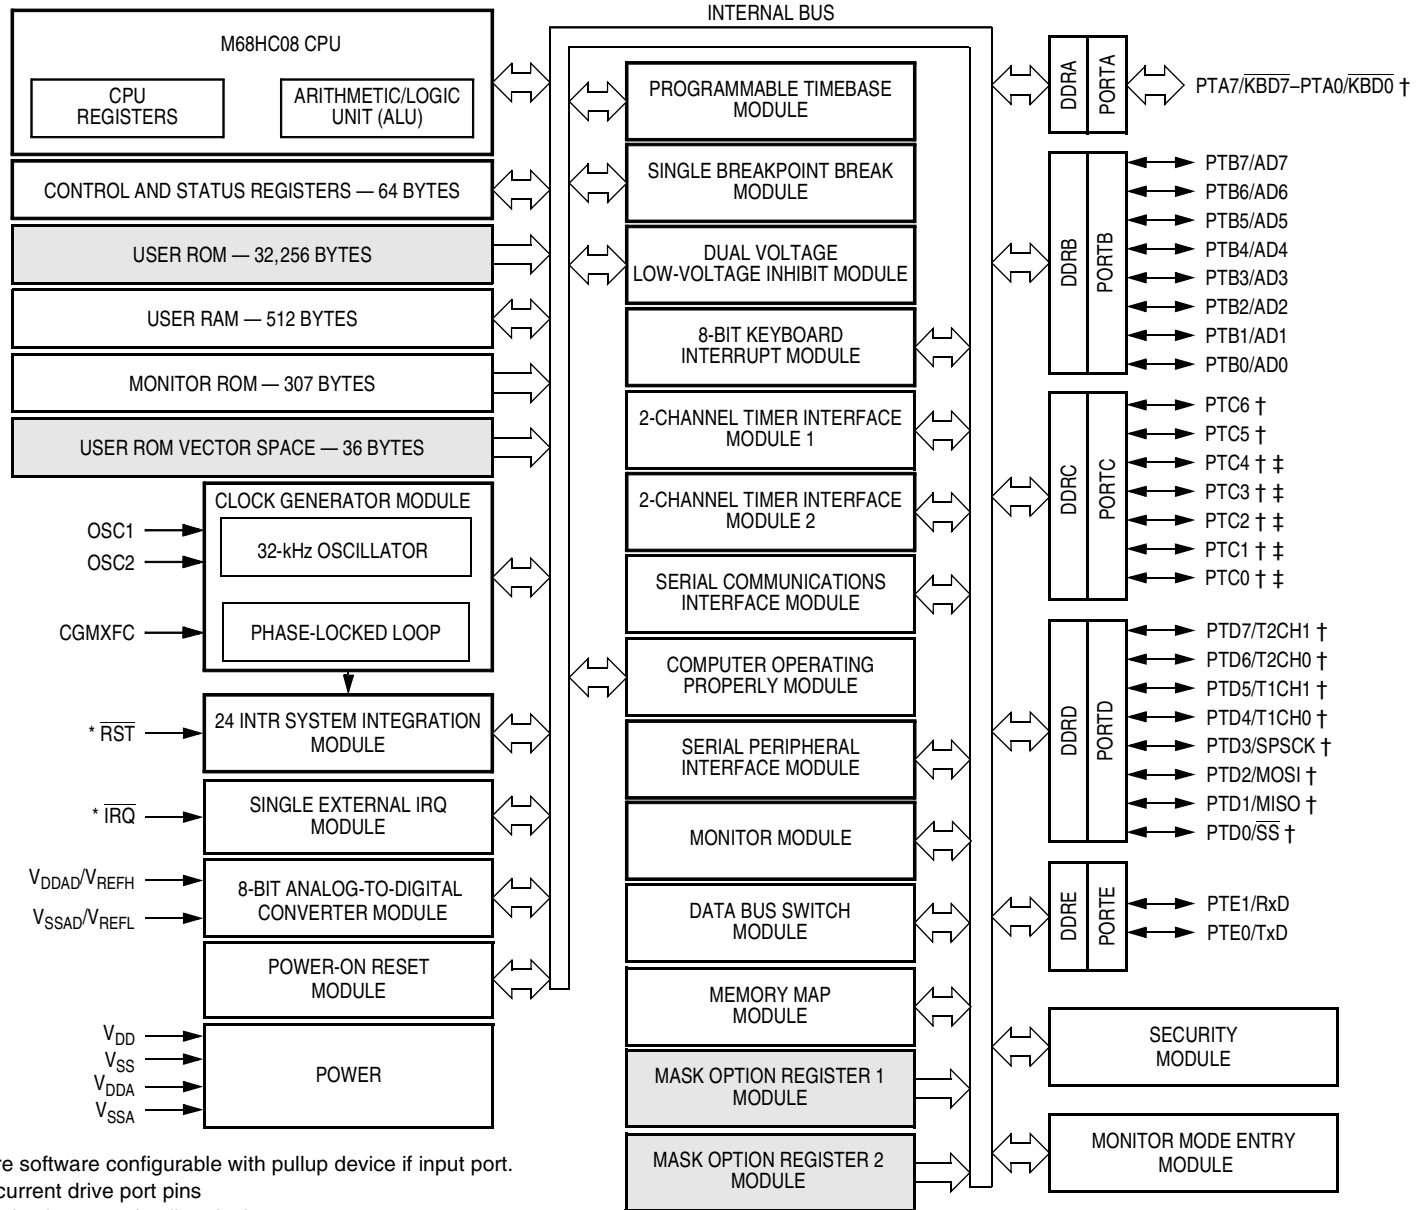 INTERNAL BUS
M68HC08 CPU
CPU
REGISTERS
ARITHMETIC/LOGIC
UNIT (ALU)
CONTROL AND STATUS REGISTERS — 64 BYTES
USER ROM — 32,256 BYTES
USER RAM — 512 BYTES
MONITOR ROM — 307 BYTES
USER ROM VECTOR SPACE — 36 BYTES
CLOCK GENERATOR MODULE
32-kHz OSCILLATOR
PHASE-LOCKED LOOP
OSC1
OSC2
CGMXFC
24 INTR SYSTEM INTEGRATION
MODULE
* RST
SINGLE EXTERNAL IRQ
MODULE
* IRQ
8-BIT ANALOG-TO-DIGITAL
CONVERTER MODULE
VDDAD/VREFH
VSSAD/VREFL
POWER-ON RESET
MODULE
POWER
VDD
VSS
VDDA
VSSA
PROGRAMMABLE TIMEBASE
MODULE
SINGLE BREAKPOINT BREAK
MODULE
DUAL VOLTAGE
LOW-VOLTAGE INHIBIT MODULE
8-BIT KEYBOARD
INTERRUPT MODULE
2-CHANNEL TIMER INTERFACE
MODULE 1
2-CHANNEL TIMER INTERFACE
MODULE 2
SERIAL COMMUNICATIONS
INTERFACE MODULE
COMPUTER OPERATING
PROPERLY MODULE
SERIAL PERIPHERAL
INTERFACE MODULE
MONITOR MODULE
DATA BUS SWITCH
MODULE
MEMORY MAP
MODULE
MASK OPTION REGISTER 1
MODULE
MASK OPTION REGISTER 2
MODULE
DDRA
PORTA
PTA7/KBD7–PTA0/KBD0 †
DDRB
PORTB
PTB7/AD7
PTB6/AD6
PTB5/AD5
PTB4/AD4
PTB3/AD3
PTB2/AD2
PTB1/AD1
PTB0/AD0
DDRC
PORTC
PTC6 †
PTC5 †
PTC4 † ‡
PTC3 † ‡
PTC2 † ‡
PTC1 † ‡
PTC0 † ‡
DDRD
PORTD
PTD7/T2CH1 †
PTD6/T2CH0 †
PTD5/T1CH1 †
PTD4/T1CH0 †
PTD3/SPSCK †
PTD2/MOSI †
PTD1/MISO †
PTD0/SS †
DDRE
PORTE
PTE1/RxD
PTE0/TxD
SECURITY
MODULE
MONITOR MODE ENTRY
MODULE
re software configurable with pullup device if input port.
current drive port pins